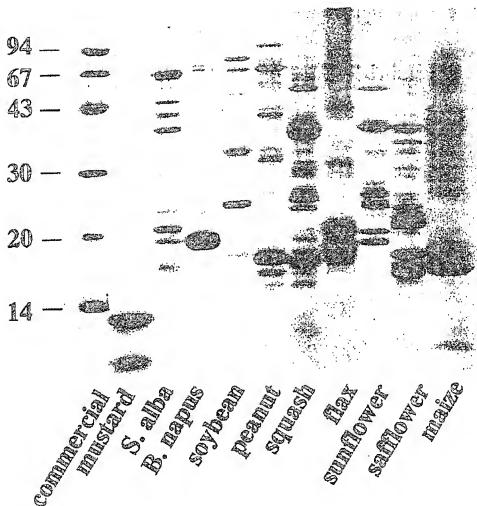 94 —
67 —
43 —
30 —
20 —
14 —
commercial
mustard
S. alba
B. napus
soybean
peanut
squash
flax
sunflower
safflower
maize